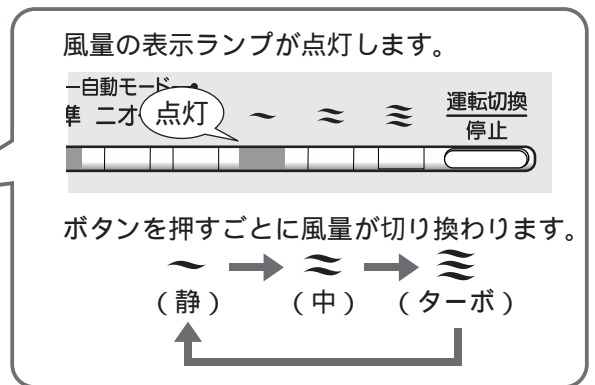 風量の表示ランプが点灯します。
自動モード
準 ニオ
点灯
運転切換
停止
ボタンを押すごとに風量が切り換わります。
(静) (中) (ターボ)